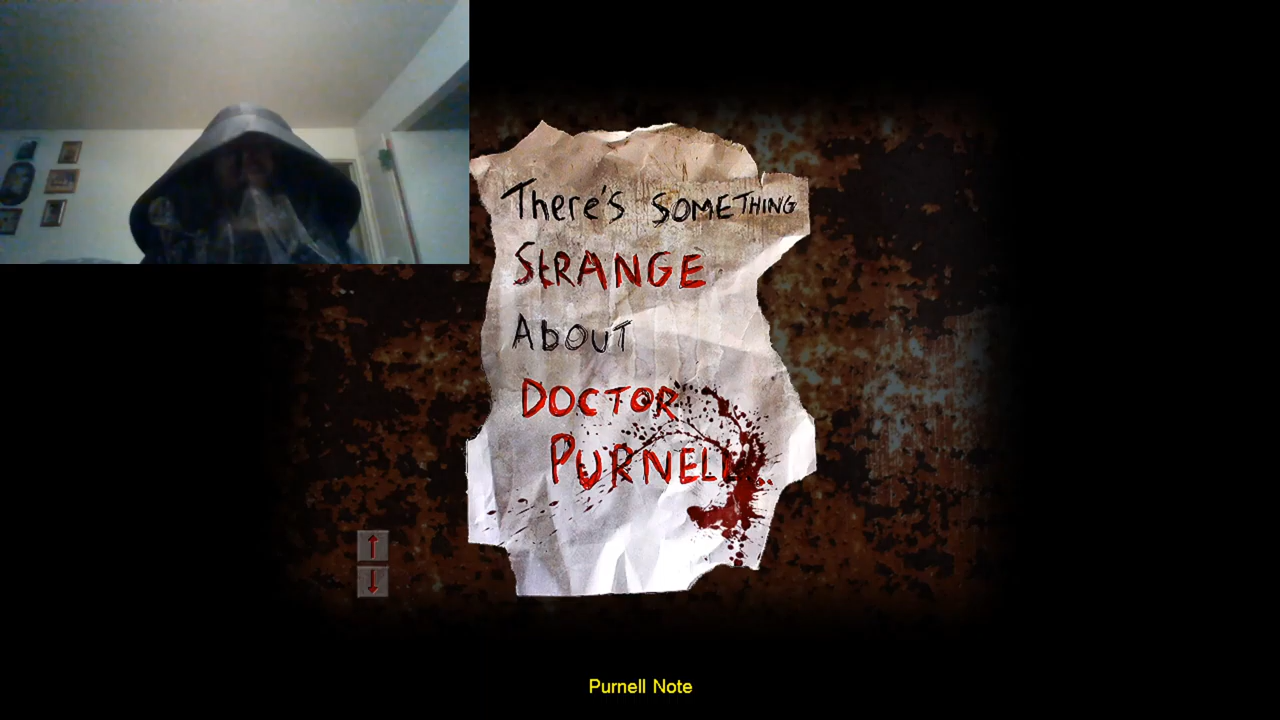 There's SOMETHING
STRANGE
About
DOCTOR
PURNELL..
Purnell Note